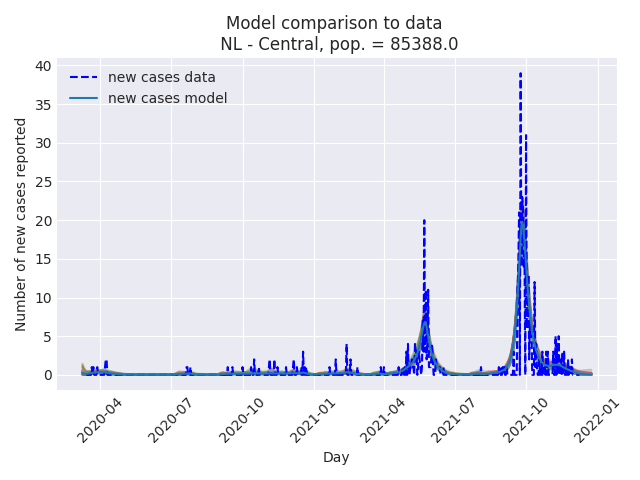 Model comparison to data
NL - Central, pop. = 85388.0
new cases data
new cases model
Number of new cases reported
40
35
30
25
20
15
10
5
0
2020-04
2020-07
2020-10
2021-01
2021-04
2021-07
2021-10
2022-01
Day